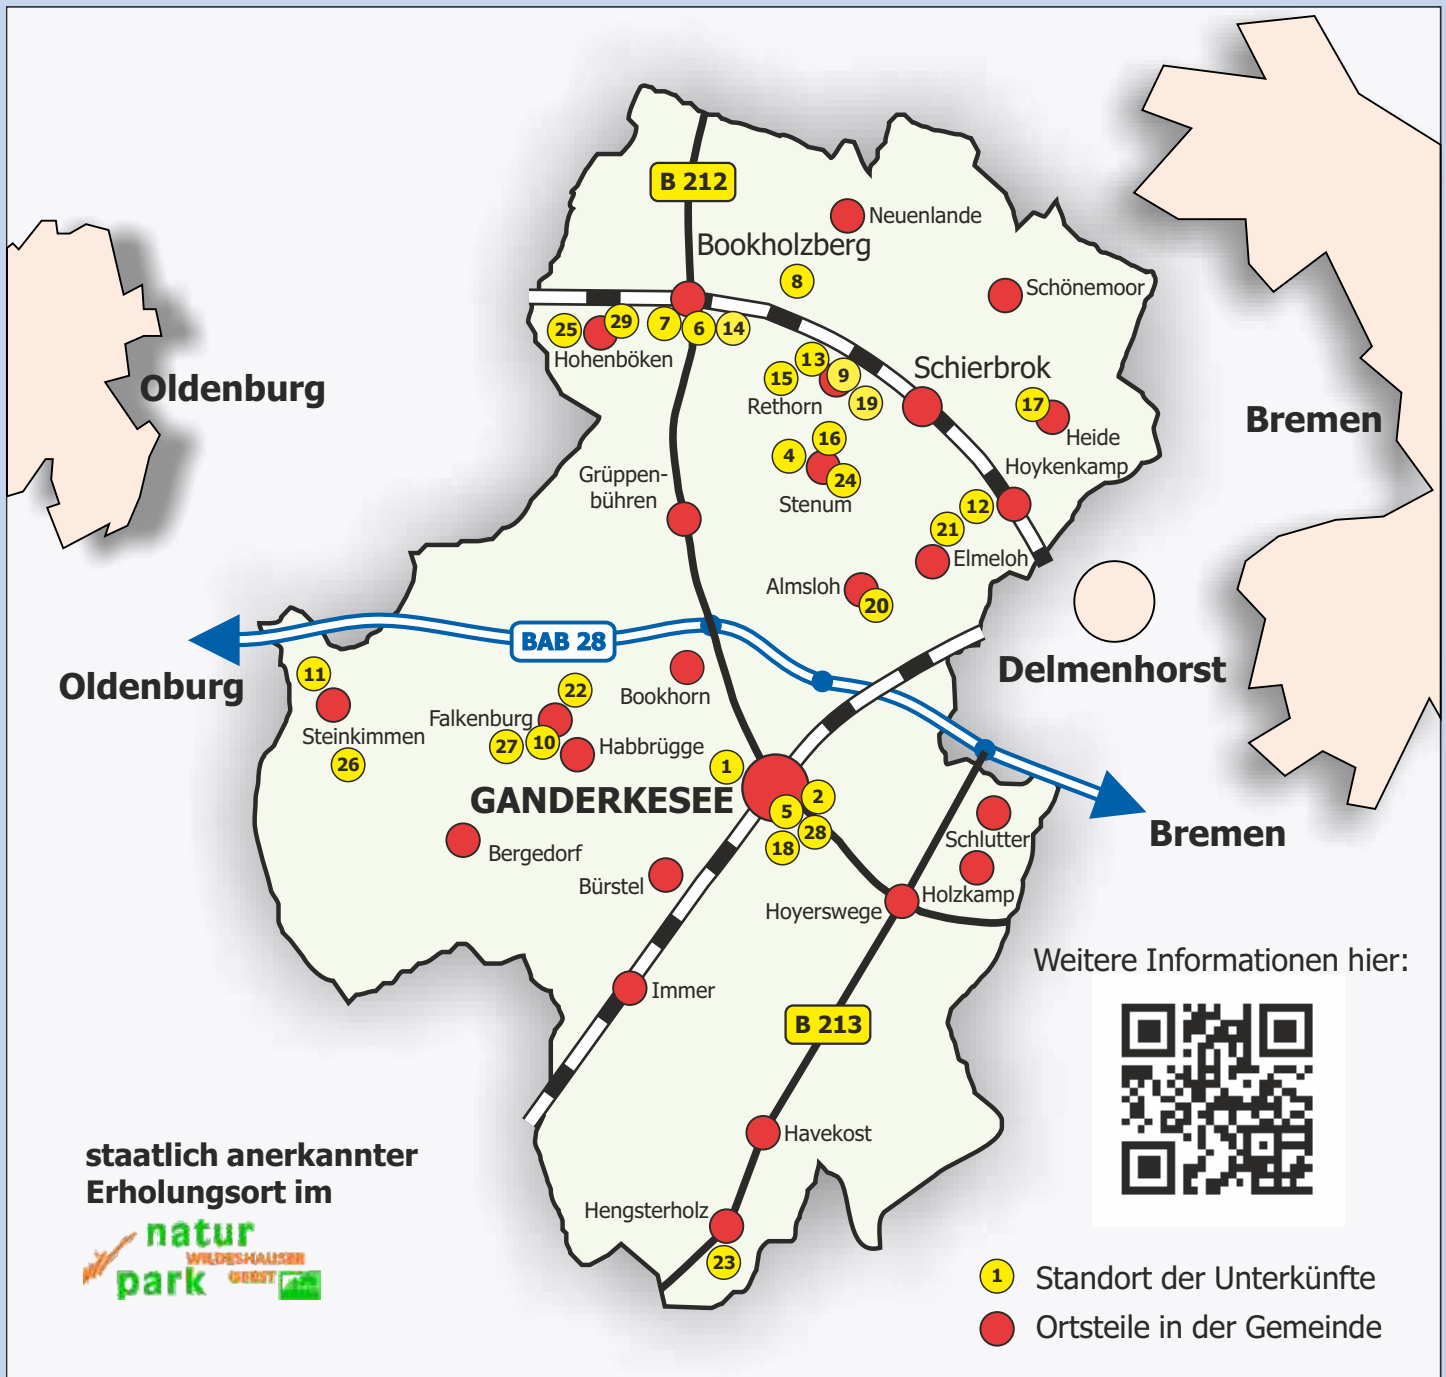 B 212
Neuenlande
Bookholzberg
8
Schönemoor
25
29
7
6
14
Hohenböken
13
15
9
Rethorn
19
Schierbrok
17
Heide
Oldenburg
Bremen
16
4
24
Stenum
Hoykenkamp
12
21
Elmeloh
Grüppen-
bühren
Almsloh
20
BAB 28
Delmenhorst
Oldenburg
11
Steinkimmen
26
22
Falkenburg
27
10
Habbrügge
Bookhorn
1
GANDERKESEE
2
5
28
18
Bremen
Schlutter
Holzkamp
Hoyerswege
Bergedorf
Bürstel
Immer
B 213
Weitere Informationen hier:
Havekost
Hengsterholz
23
staatlich anerkannter
Erholungsort im
natur
WILDESHAUSER
park GEEST
1 Standort der Unterkünfte
Ortsteile in der Gemeinde